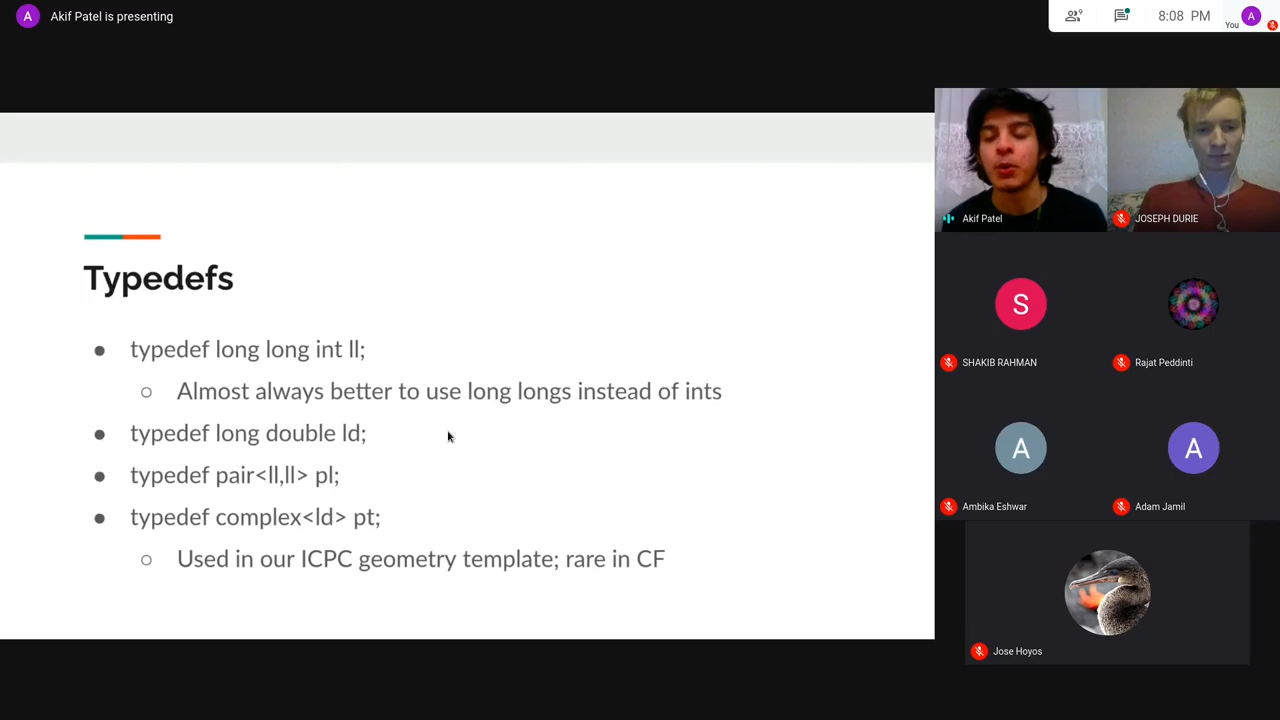 A Akif Patel is presenting
9
8:08 PM
You
A
Typedefs
typedef long long int ll;
Almost always better to use long longs instead of ints
typedef long double ld;
typedef pair<ll,ll> pl;
typedef complex<ld> pt;
Used in our ICPC geometry template; rare in CF
Akif Patel
JOSEPH DURIE
S
SHAKIB RAHMAN
Rajat Peddinti
A
Ambika Eshwar
A
Adam Jamil
Jose Hoyos